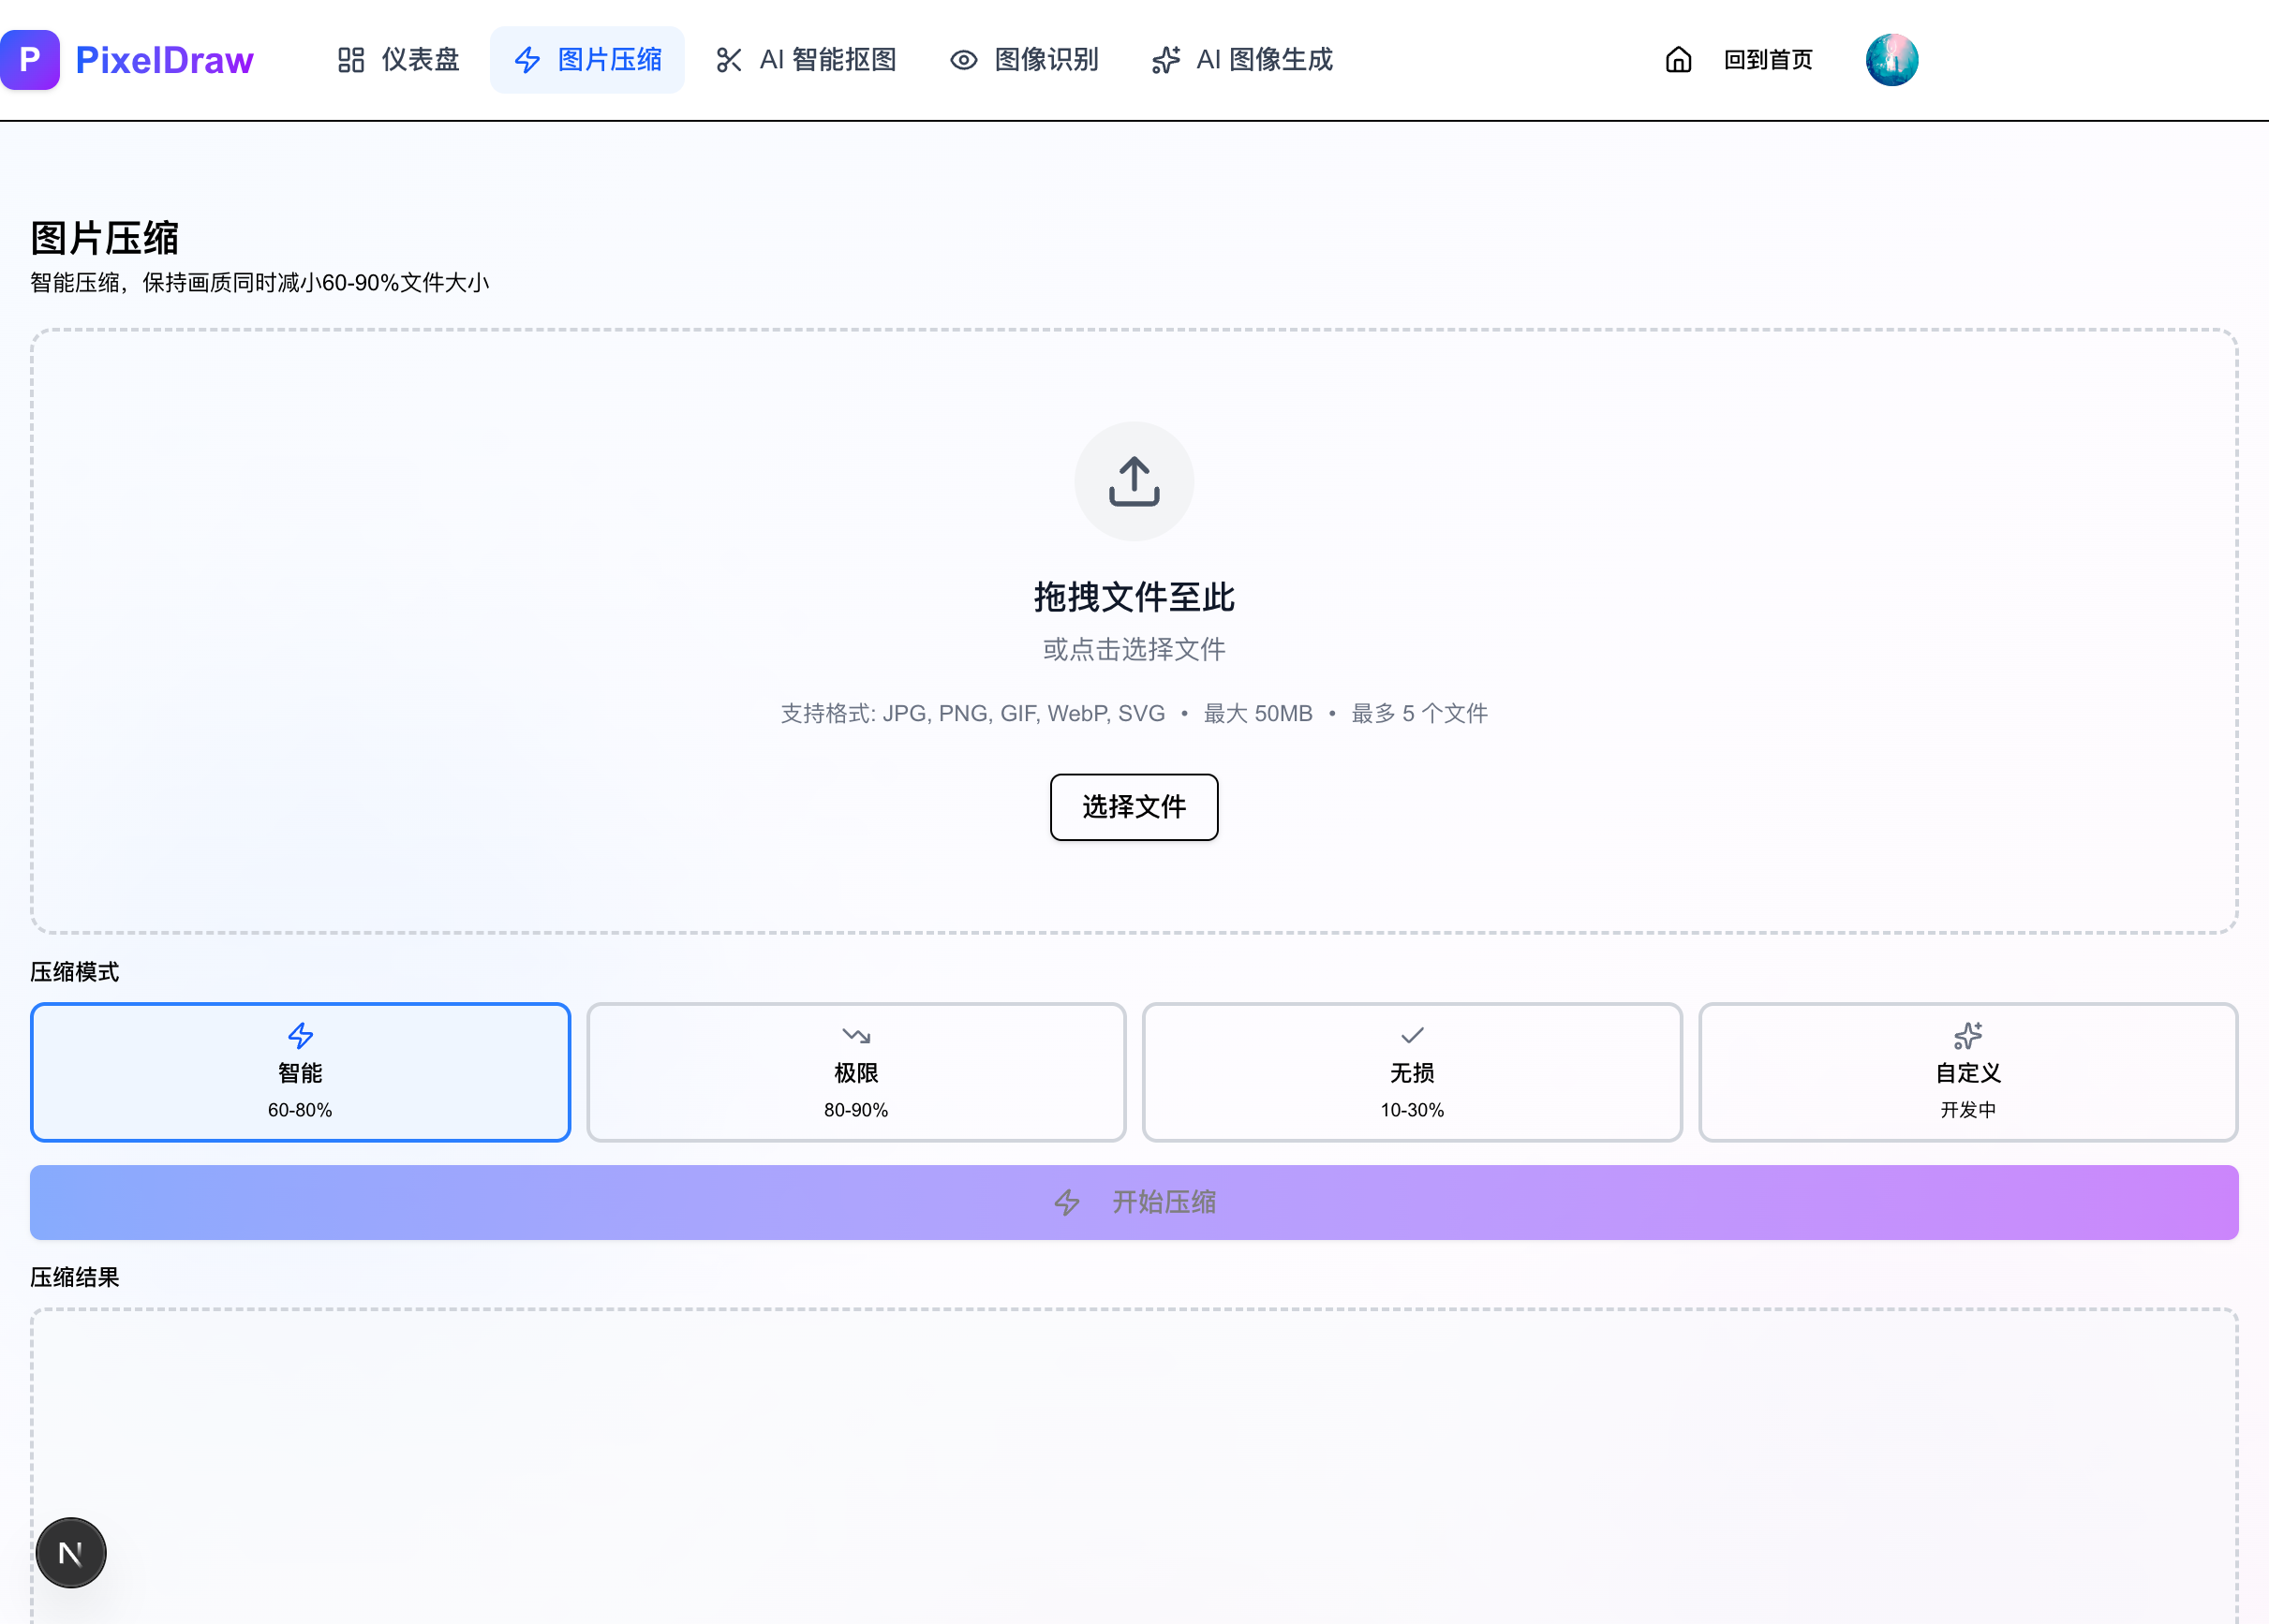 P PixelDraw 仪表盘 图片压缩 AI 智能抠图 图像识别 AI 图像生成 回到首页
图片压缩
智能压缩，保持画质同时减小60-90%文件大小
拖拽文件至此
或点击选择文件
支持格式: JPG, PNG, GIF, WebP, SVG • 最大 50MB • 最多 5 个文件
选择文件
压缩模式
智能 极限 无损 自定义
60-80% 80-90% 10-30% 开发中
开始压缩
压缩结果
N